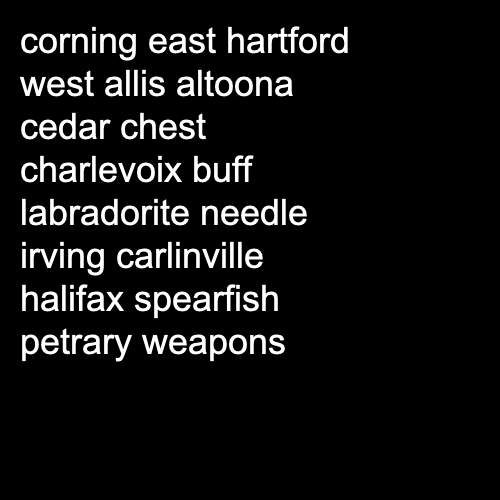 corning east hartford
west allis altoona
cedar chest
charlevoix buff
labradorite needle
irving carlinville
halifax spearfish
petrary weapons